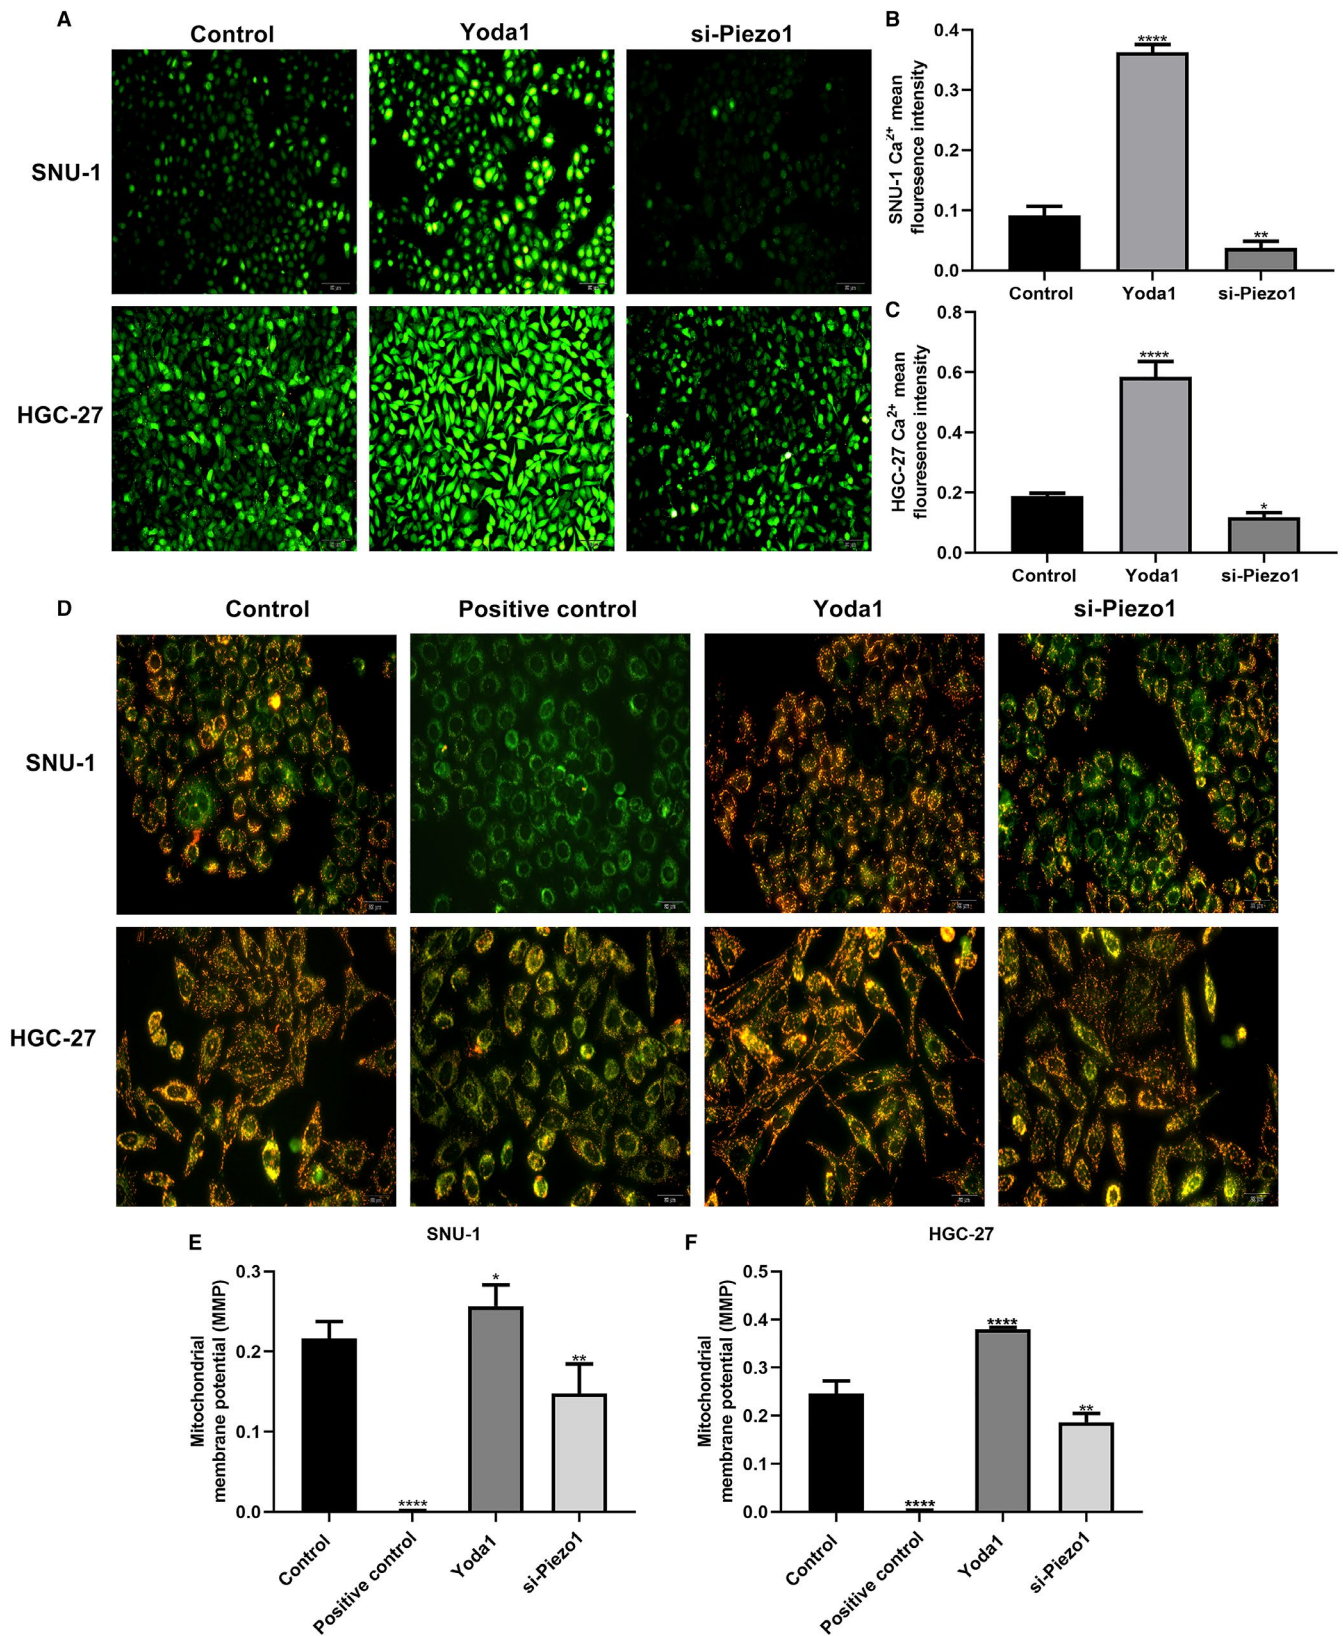 A
Control
Yoda1
si-Piezo1
SNU-1
HGC-27
B
SNU-1 Ca2+ mean
flouresence intensity
0.4
0.3
0.2
0.1
0.0
****
**
Control
Yoda1
si-Piezo1
C
HGC-27 Ca2+ mean
flouresence intensity
0.8
0.6
0.4
0.2
0.0
****
*
Control
Yoda1
si-Piezo1
D
Control
Positive control
Yoda1
si-Piezo1
SNU-1
HGC-27
E
SNU-1
Mitochondrial
membrane potential (MMP)
0.3
0.2
0.1
0.0
****
*
**
Control
Positive control
Yoda1
si-Piezo1
F
HGC-27
Mitochondrial
membrane potential (MMP)
0.5
0.4
0.3
0.2
0.1
0.0
****
****
**
Control
Positive control
Yoda1
si-Piezo1